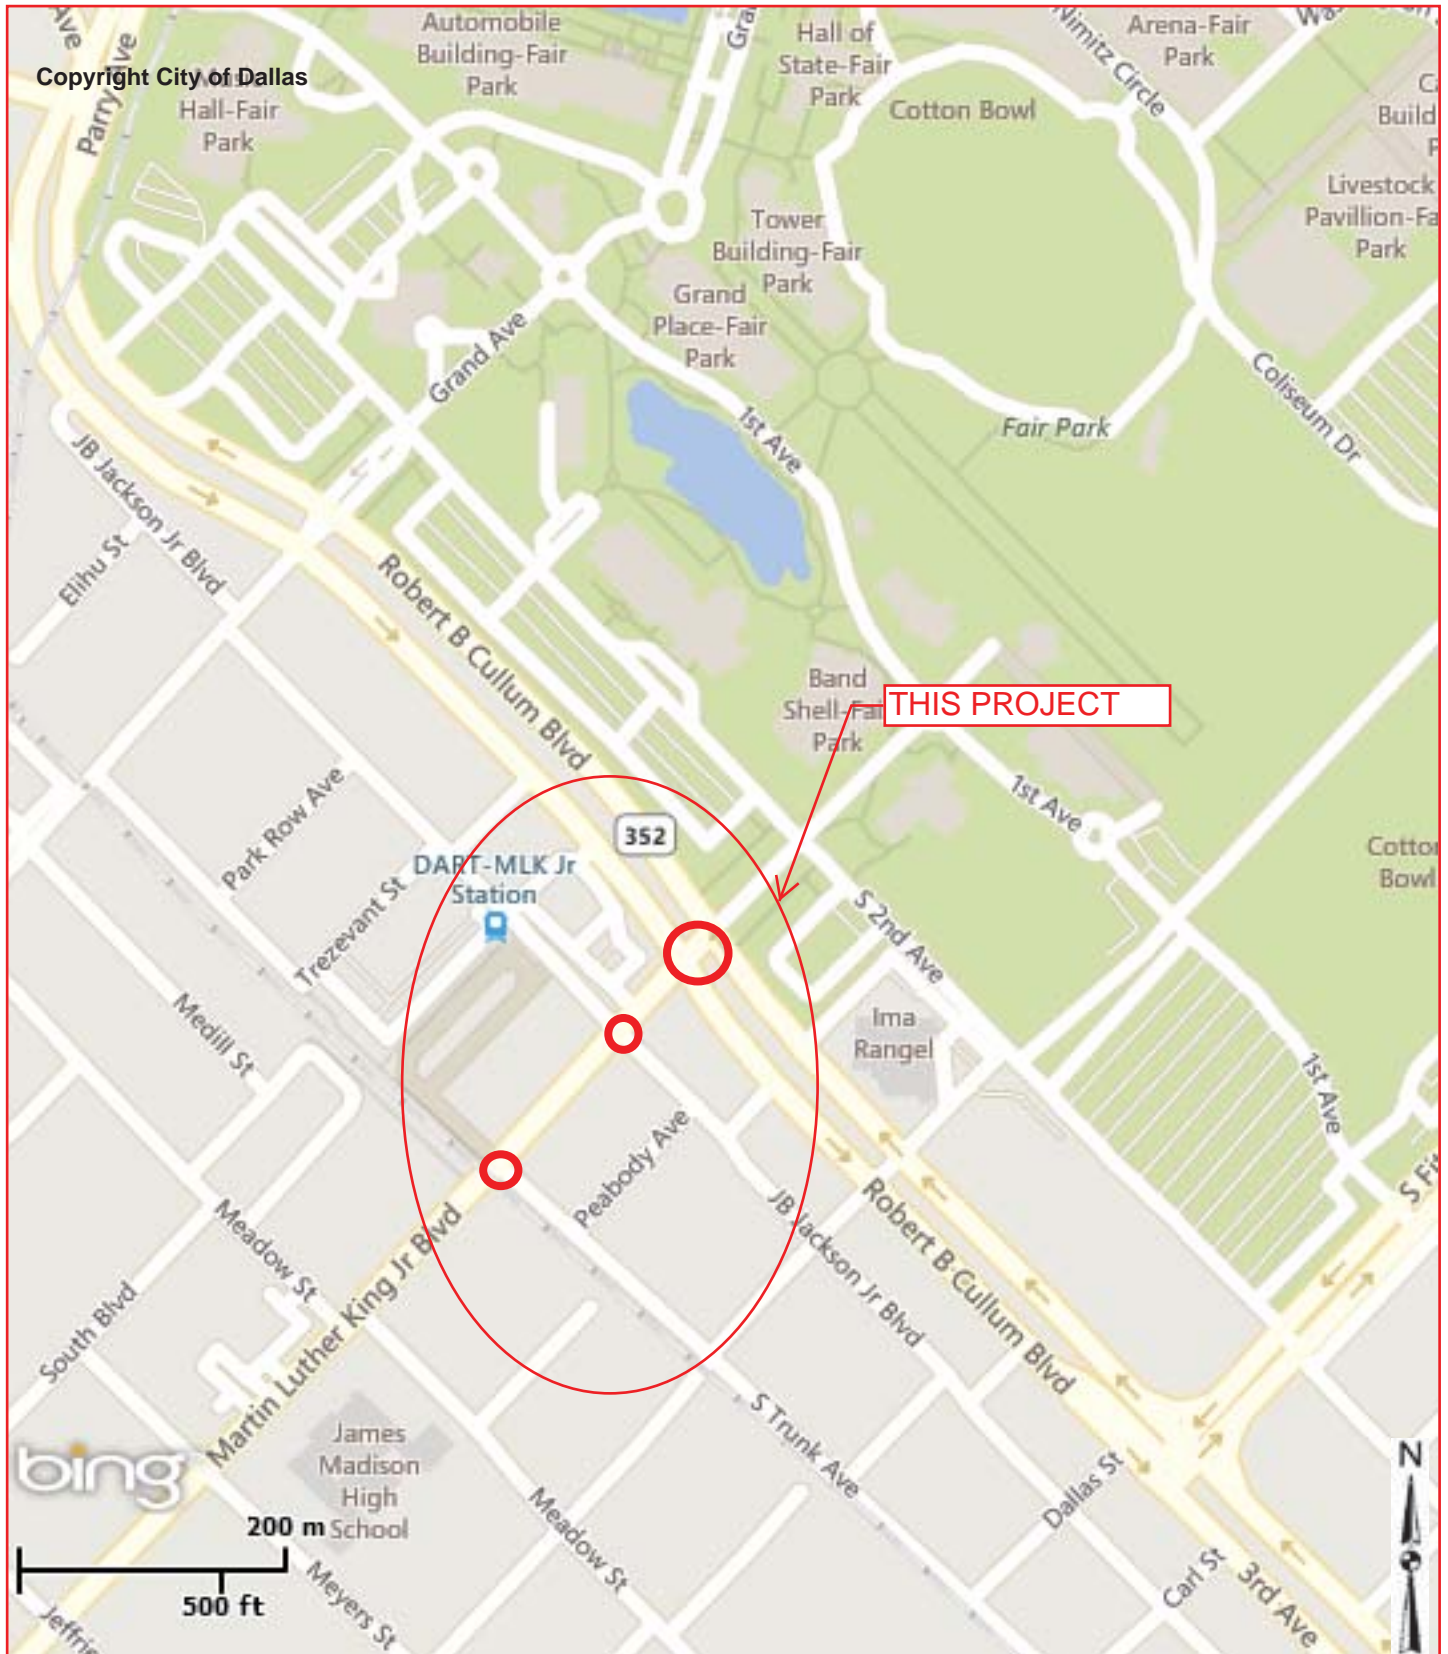 Ave
Parry Ave
Copyright City of Dallas
Music
Hall-Fair
Park
Automobile
Building-Fair
Park
Hall of
State-Fair
Park
Cotton Bowl
Nimitz Circle
Arena-Fair
Park
Livestock
Park
Tower
Building-Fair
Park
Grand
Place-Fair
Park
Grand Ave
1st Ave
Fair Park
Coliseum Dr
JB Jackson Jr Blvd
Elihu St
Robert B Cullum Blvd
Band
Park
THIS PROJECT
1st Ave
Park Row Ave
352
DART-MLK Jr
Station
Trezevant St
S 2nd Ave
Bowl
Medill St
Ima
Rangel
1st Ave
Peabody Ave
JB Jackson Jr Blvd
Robert B Cullum Blvd
Meadow St
South Blvd
Martin Luther King Jr Blvd
S Trunk Ave
James
Madison
High
School
bing
200 m
500 ft
Meadow St
Meyers St
Dallas St
Carl St
3rd Ave
N